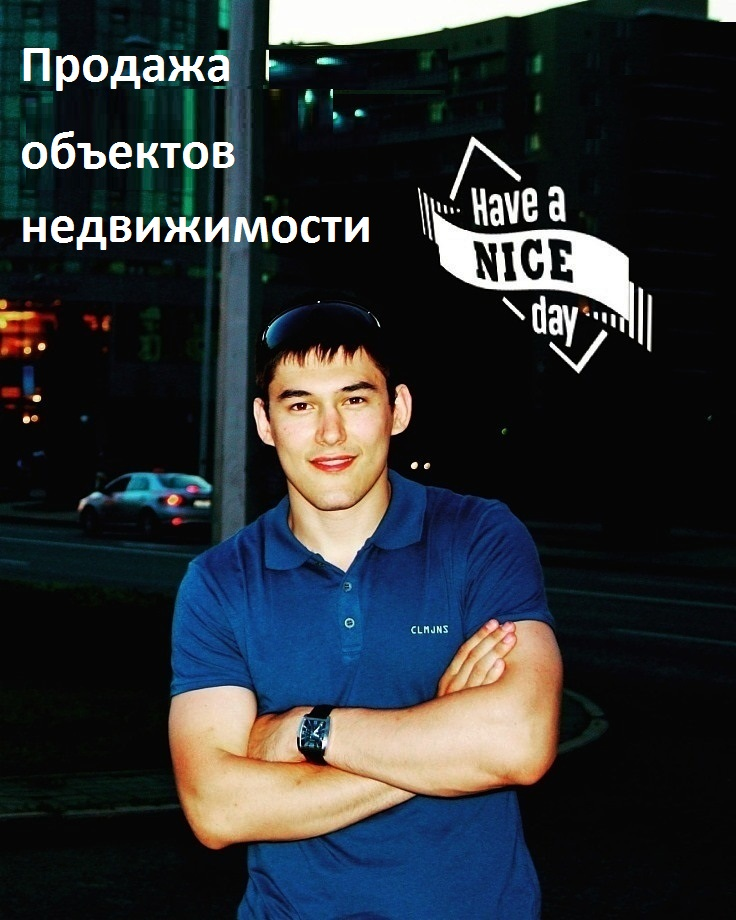 Продажа
объектов
недвижимости
Have a
NICE
day
CLMJNS